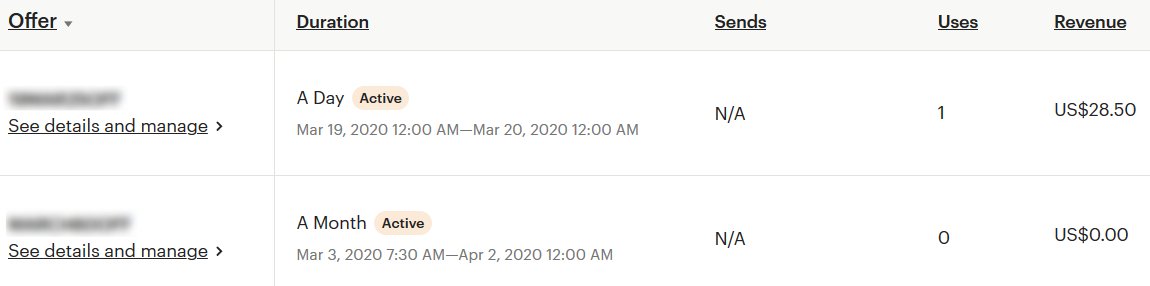 Offer Duration Sends Uses Revenue
A Day Active
See details and manage
Mar 19, 2020 12:00 AM—Mar 20, 2020 12:00 AM
N/A
1
US$28.50
A Month Active
See details and manage
Mar 3, 2020 7:30 AM—Apr 2, 2020 12:00 AM
N/A
0
US$0.00